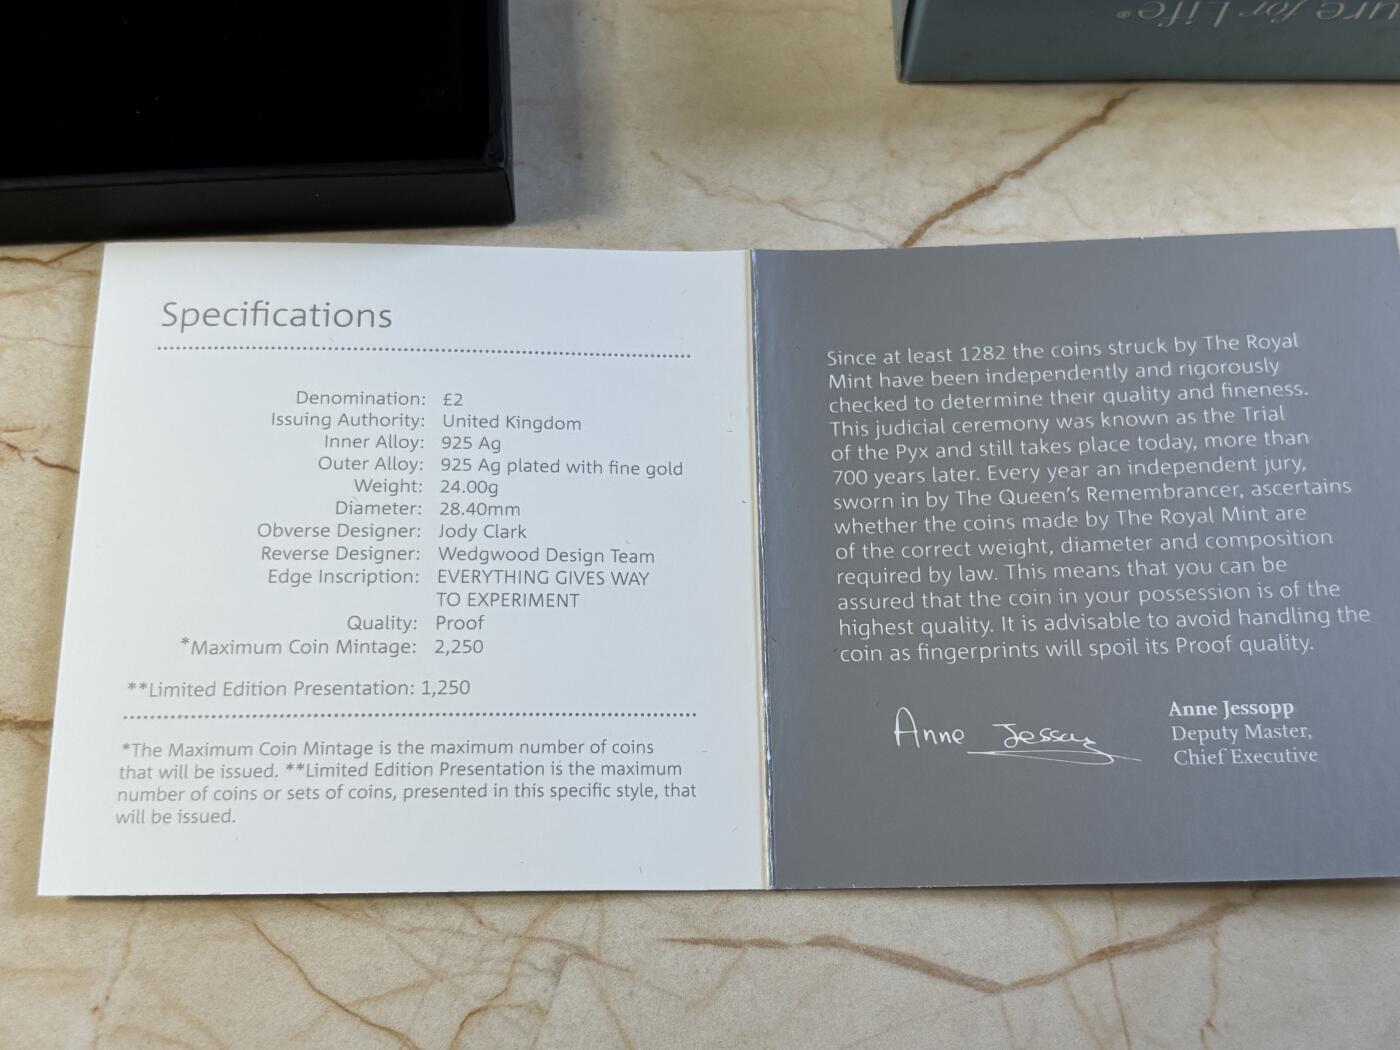 ure for Life®
Specifications
Denomination: £2
Issuing Authority: United Kingdom
Inner Alloy: 925 Ag
Outer Alloy: 925 Ag plated with fine gold
Weight: 24.00g
Diameter: 28.40mm
Obverse Designer: Jody Clark
Reverse Designer: Wedgwood Design Team
Edge Inscription: EVERYTHING GIVES WAY
TO EXPERIMENT
Quality: Proof
*Maximum Coin Mintage: 2,250
**Limited Edition Presentation: 1,250
*The Maximum Coin Mintage is the maximum number of coins
that will be issued. **Limited Edition Presentation is the maximum
number of coins or sets of coins, presented in this specific style, that
will be issued.
Since at least 1282 the coins struck by The Royal
Mint have been independently and rigorously
checked to determine their quality and fineness.
This judicial ceremony was known as the Trial
of the Pyx and still takes place today, more than
700 years later. Every year an independent jury,
sworn in by The Queen's Remembrancer, ascertains
whether the coins made by The Royal Mint are
of the correct weight, diameter and composition
required by law. This means that you can be
assured that the coin in your possession is of the
highest quality. It is advisable to avoid handling the
coin as fingerprints will spoil its Proof quality.
Anne Jessopp
Anne Jessopp
Deputy Master,
Chief Executive